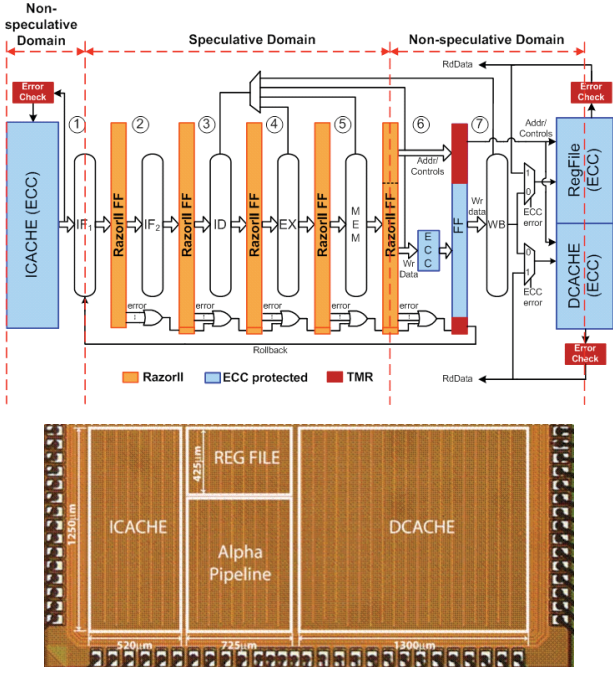 Non-
speculative
Domain
Speculative Domain
Non-speculative Domain
RdData
Error
Check
Error
Check
1
2
3
4
5
6
7
Addr/
Controls
ICACHE (ECC)
IF1
RazorII FF
IF2
RazorII FF
ID
RazorII FF
EX
RazorII FF
MEM
RazorII FF
Addr/
Controls
Wr
Data
ECC
FF
Wr
data
WB
1
0
ECC
error
0
1
ECC
error
RegFile
(ECC)
DCACHE
(ECC)
error
error
error
error
error
Rollback
Error
Check
RdData
RazorII
ECC protected
TMR
425μm
REG FILE
1250μm
ICACHE
DCACHE
Alpha
Pipeline
520μm
725μm
1300μm